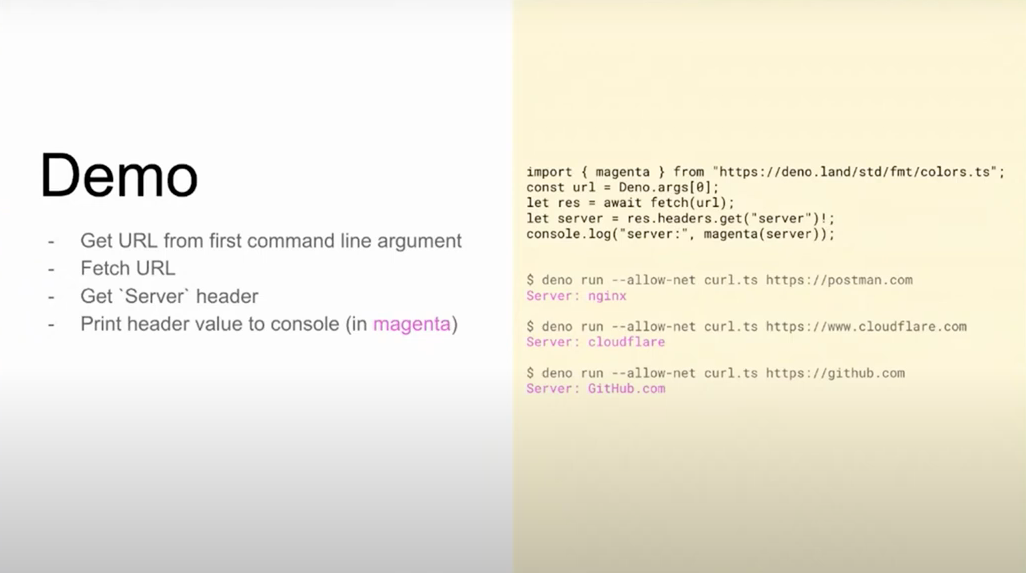 Demo
- Get URL from first command line argument
- Fetch URL
- Get `Server` header
- Print header value to console (in magenta)
import { magenta } from "https://deno.land/std/fmt/colors.ts";
const url = Deno.args[0];
let res = await fetch(url);
let server = res.headers.get("server")!;
console.log("server:", magenta(server));
$ deno run --allow-net curl.ts https://postman.com
Server: nginx
$ deno run --allow-net curl.ts https://www.cloudflare.com
Server: cloudflare
$ deno run --allow-net curl.ts https://github.com
Server: GitHub.com